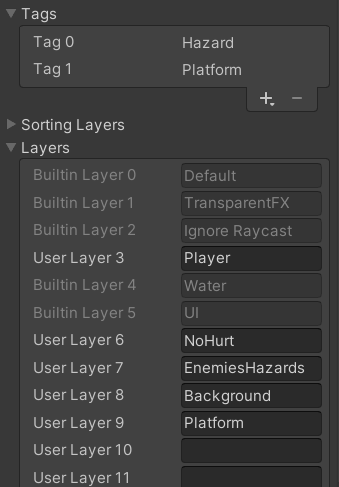 Tags
Tag 0 Hazard
Tag 1 Platform
Sorting Layers
Layers
Builtin Layer 0 Default
Builtin Layer 1 TransparentFX
Builtin Layer 2 Ignore Raycast
User Layer 3 Player
Builtin Layer 4 Water
Builtin Layer 5 UI
User Layer 6 NoHurt
User Layer 7 EnemiesHazards
User Layer 8 Background
User Layer 9 Platform
User Layer 10
User Layer 11